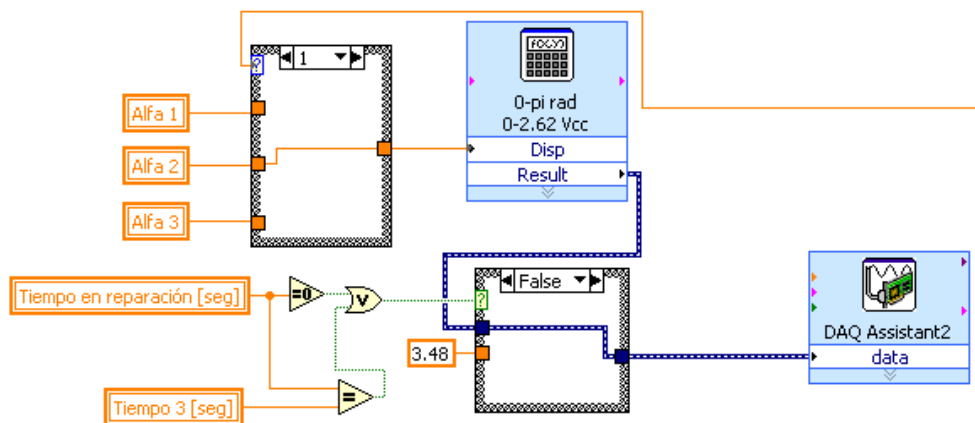 1
f(x,y)
0-pi rad
0-2.62 Vcc
Disp
Result
?
Alfa 1
Alfa 2
Alfa 3
False
?
Tiempo en reparación [seg]
=0
V
3.48
DAQ Assistant2
data
=
Tiempo 3 [seg]